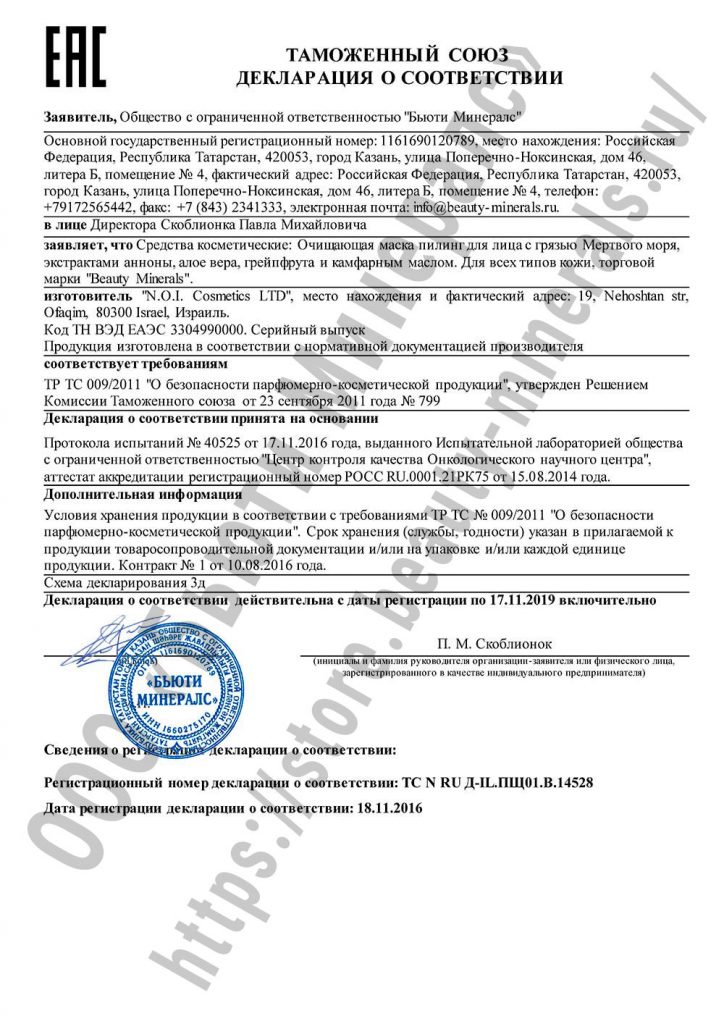 ЕАС
ТАМОЖЕННЫЙ СОЮЗ
ДЕКЛАРАЦИЯ О СООТВЕТСТВИИ
Заявитель, Общество с ограниченной ответственностью "Бьюти Минералс"
Основной государственный регистрационный номер: 1161690120789, место нахождения: Российская
Федерация, Республика Татарстан, 420053, город Казань, улица Поперечно-Ноксинская, дом 46,
литера Б, помещение № 4, фактический адрес: Российская Федерация, Республика Татарстан, 420053,
город Казань, улица Поперечно-Ноксинская, дом 46, литера Б, помещение № 4, телефон:
+79172565442, факс: +7 (843) 2341333, электронная почта: info@beauty-minerals.ru.
в лице Директора Скоблионка Павла Михайловича
заявляет, что Средства косметические: Очищающая маска пилинг для лица с грязью Мертвого моря,
экстрактами анноны, алое вера, грейпфрута и камфарным маслом. Для всех типов кожи, торговой
марки "Beauty Minerals".
изготовитель "N.O.I. Cosmetics LTD", место нахождения и фактический адрес: 19, Nehoshtan str,
Ofaqim, 80300 Israel, Израиль.
Код ТН ВЭД ЕАЭС 3304990000. Серийный выпуск
Продукция изготовлена в соответствии с нормативной документацией производителя
соответствует требованиям
ТР ТС 009/2011 "О безопасности парфюмерно-косметической продукции", утвержден Решением
Комиссии Таможенного союза от 23 сентября 2011 года № 799
Декларация о соответствии принята на основании
Протокола испытаний № 40525 от 17.11.2016 года, выданного Испытательной лабораторией общества
с ограниченной ответственностью "Центр контроля качества Онкологического научного центра",
аттестат аккредитации регистрационный номер РОСС RU.0001.21РК75 от 15.08.2014 года.
Дополнительная информация
Условия хранения продукции в соответствии с требованиями ТР ТС № 009/2011 "О безопасности
парфюмерно-косметической продукции". Срок хранения (службы, годности) указан в прилагаемой к
продукции товаросопроводительной документации и/или на упаковке и/или каждой единице
продукции. Контракт № 1 от 10.08.2016 года.
Схема декларирования 3д
Декларация о соответствии действительна с даты регистрации по 17.11.2019 включительно
П. М. Скоблионок
(инициалы и фамилия руководителя организации-заявителя или физического лица,
зарегистрированного в качестве индивидуального предпринимателя)
«БЬЮТИ
МИНЕРАЛС»
ОГРН 1161690120789
ИНН 1660275170
Сведения о декларации о соответствии:
Регистрационный номер декларации о соответствии: ТС N RU Д-IL.ПЩ01.В.14528
Дата регистрации декларации о соответствии: 18.11.2016
ООО «Бьюти Минералс»
https://store.beauty-minerals.ru/